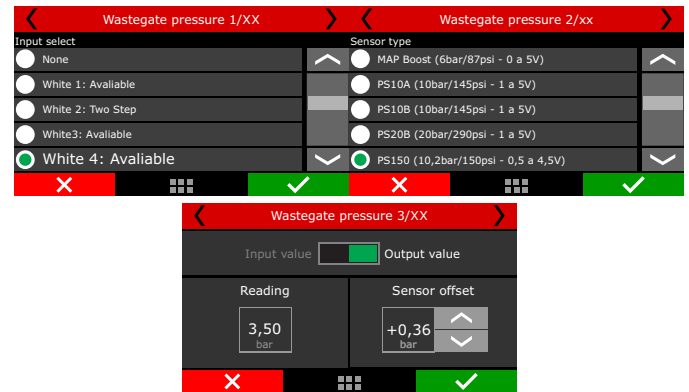 Wastegate pressure 1/XX
Input select
None
White 1: Avaliable
White 2: Two Step
White3: Avaliable
White 4: Avaliable
Wastegate pressure 2/xx
Sensor type
MAP Boost (6bar/87psi - 0 a 5V)
PS10A (10bar/145psi - 1 a 5V)
PS10B (10bar/145psi - 1 a 5V)
PS20B (20bar/290psi - 1 a 5V)
PS150 (10,2bar/150psi - 0,5 a 4,5V)
Wastegate pressure 3/XX
Input value
Output value
Reading
3,50
bar
Sensor offset
+0,36
bar